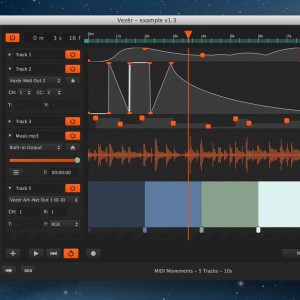 Vezér – example v1.3
0 m 3 s 16 f
Track 1
Track 2
Vezér Midi Out 2
CH: 1 CC: 2
T: V:
Track 3
Music.mp3
Built-in Output
T: 00:00:00
Track 5
Vezér Art-Net Out 1 (0-0)
CH: 1 R: 1
T: V:
MIDI Movements – 5 Tracks – 10s